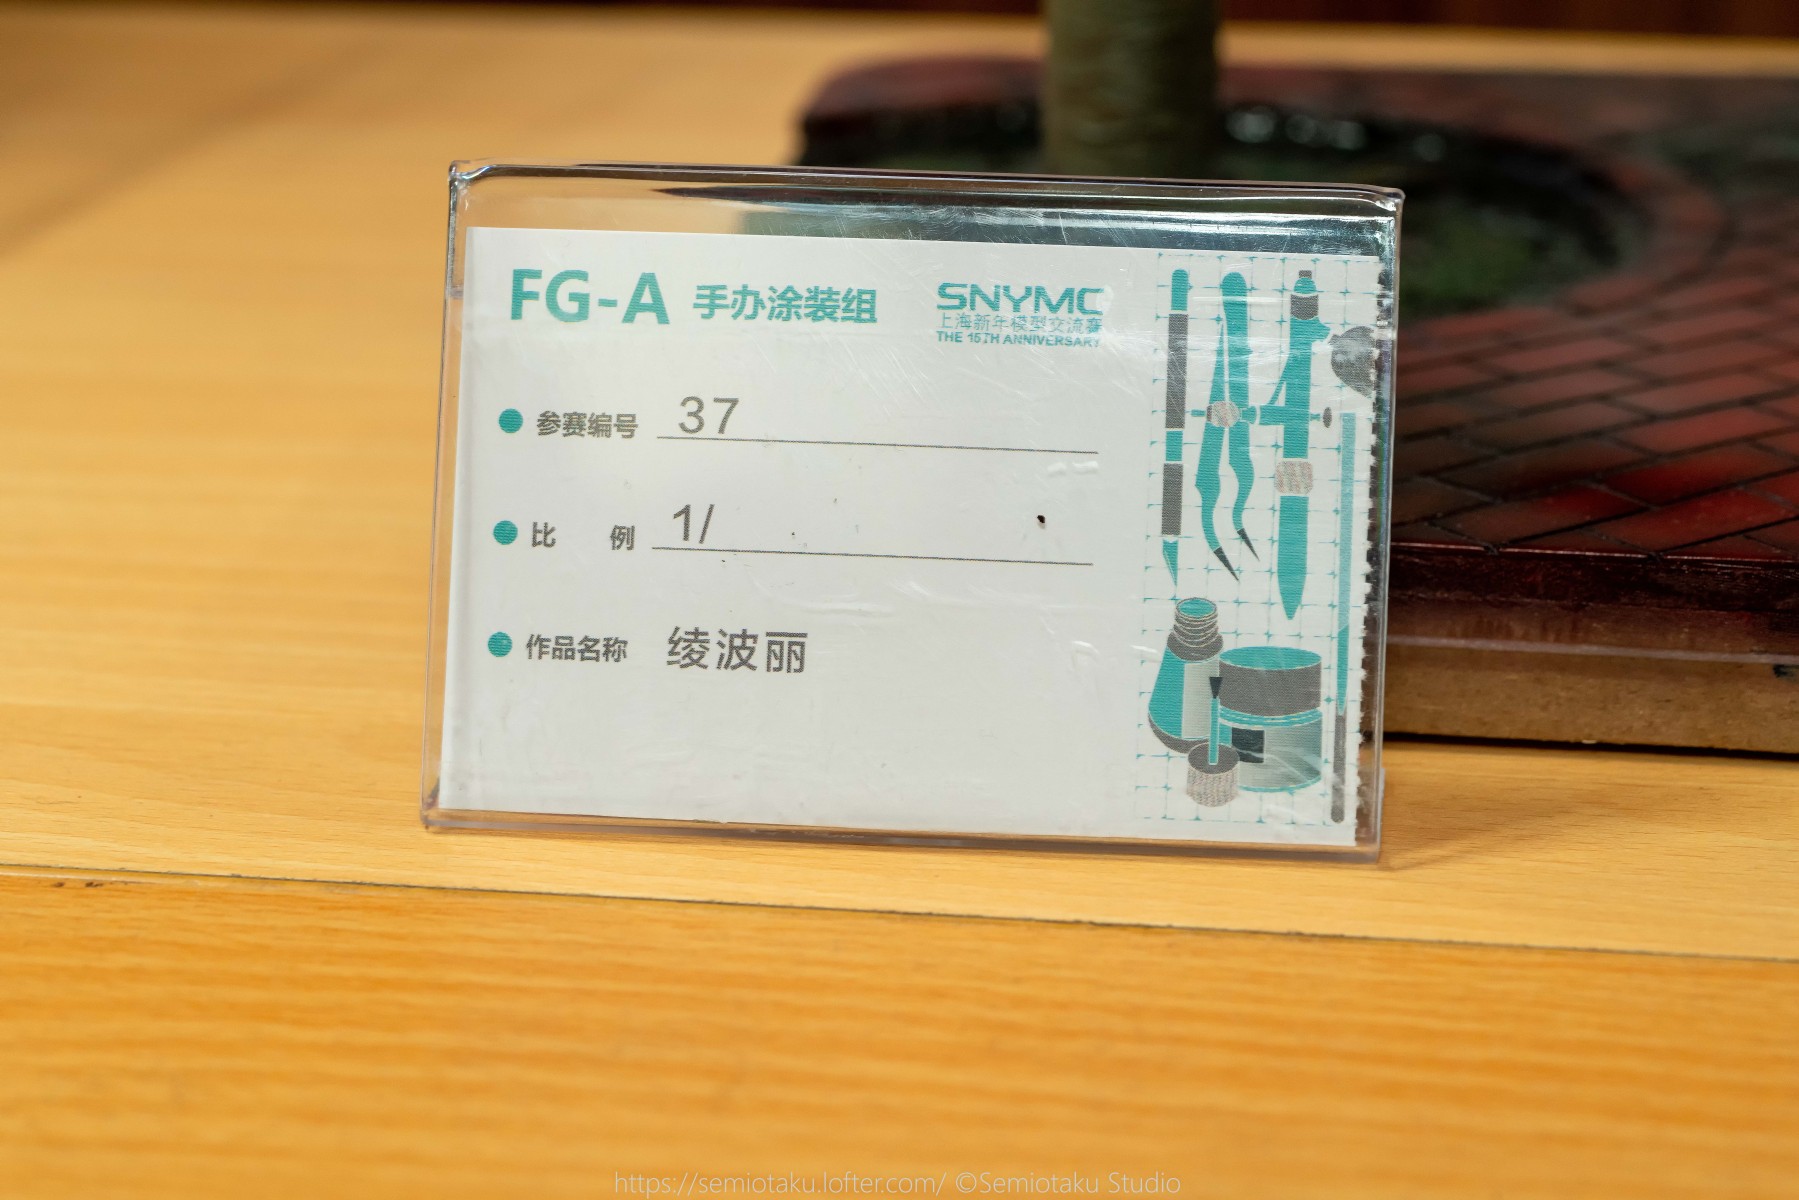 FG-A 手办涂装组
SNYMC
上海新年模型交流赛
THE 15TH ANNIVERSARY
参赛编号 37
比 例 1/
作品名称 绫波丽
https://semiotaku.lofter.com/ ©Semiotaku Studio